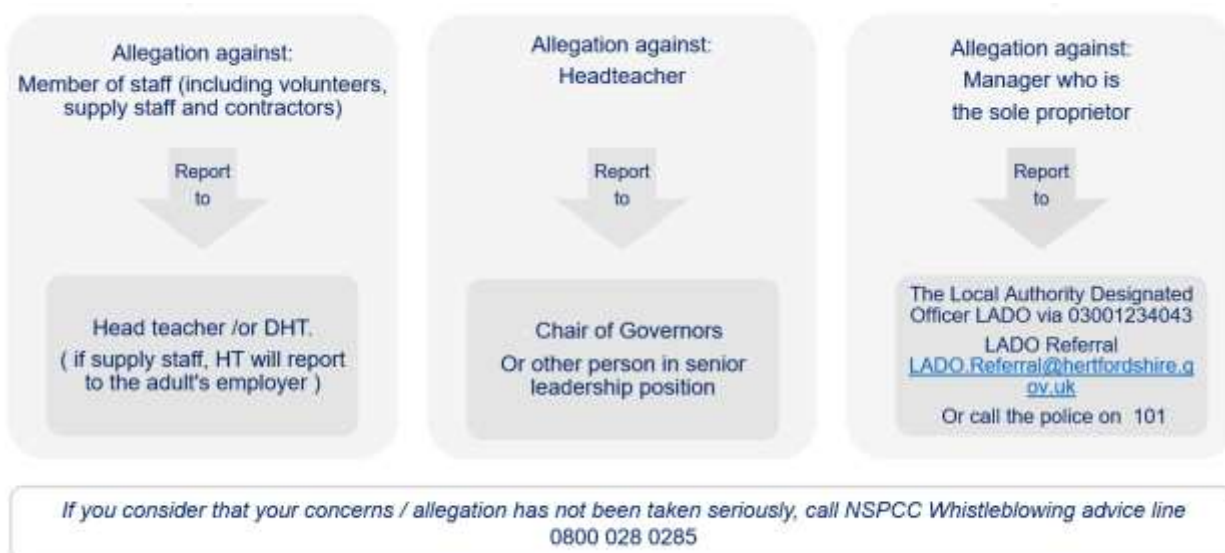 Allegation against:
Member of staff (including volunteers,
supply staff and contractors)
Report
to
Head teacher /or DHT.
( if supply staff, HT will report
to the adult's employer )
Allegation against:
Headteacher
Report
to
Chair of Governors
Or other person in senior
leadership position
Allegation against:
Manager who is
the sole proprietor
Report
to
The Local Authority Designated
Officer LADO via 03001234043
LADO Referral
LADO.Referral@hertfordshire.g
ov.uk
Or call the police on 101
If you consider that your concerns / allegation has not been taken seriously, call NSPCC Whistleblowing advice line
0800 028 0285